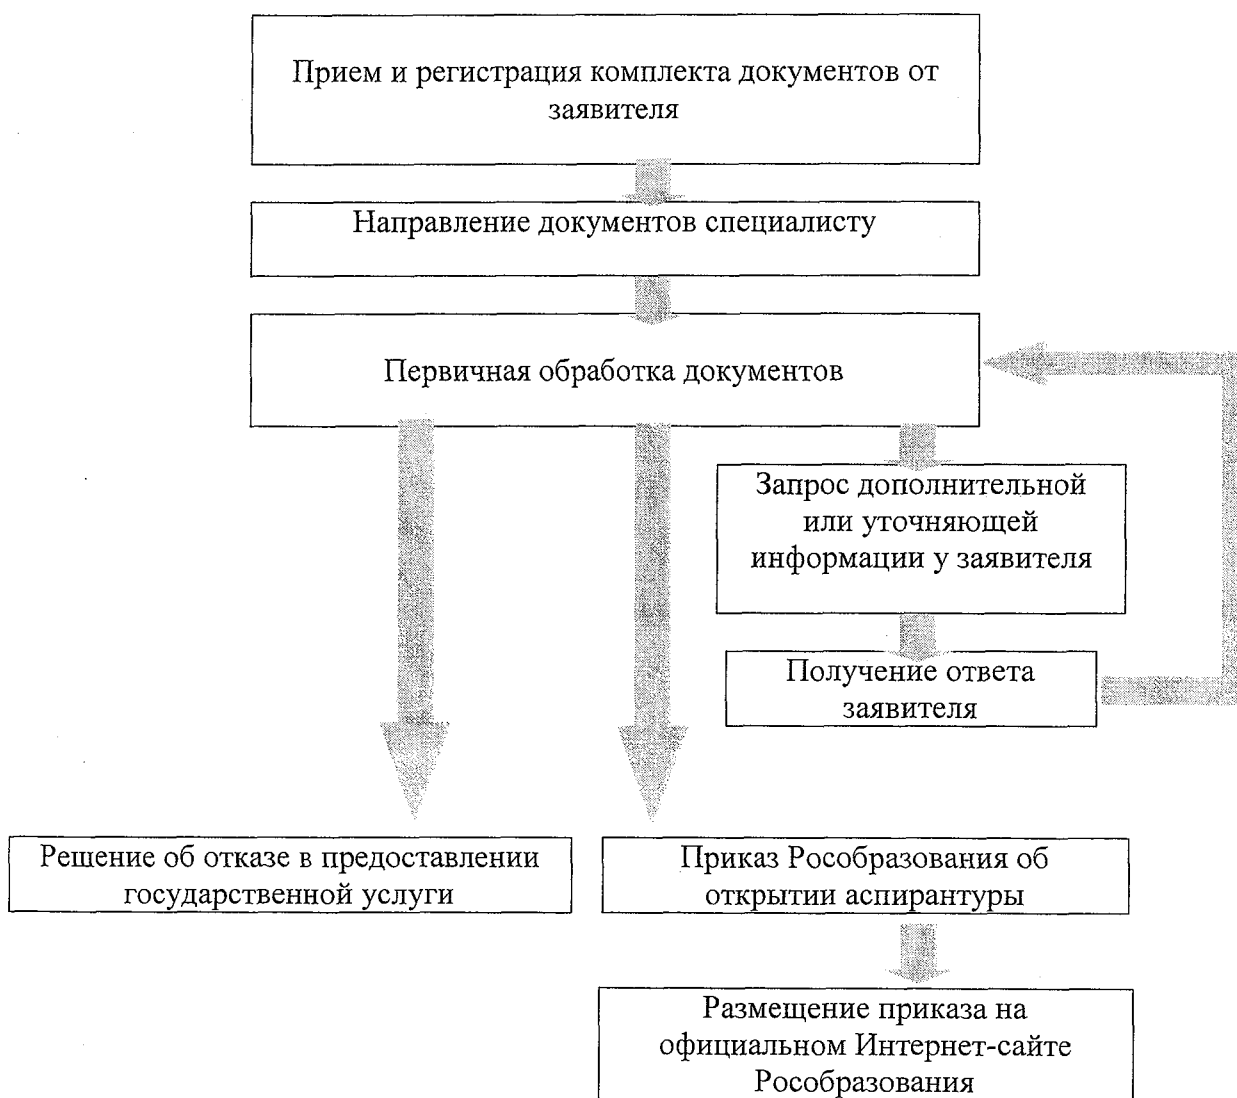 Прием и регистрация комплекта документов от
заявителя
Направление документов специалисту
Первичная обработка документов
Запрос дополнительной
или уточняющей
информации у заявителя
Получение ответа
заявителя
Решение об отказе в предоставлении
государственной услуги
Приказ Рособразования об
открытии аспирантуры
Размещение приказа на
официальном Интернет-сайте
Рособразования